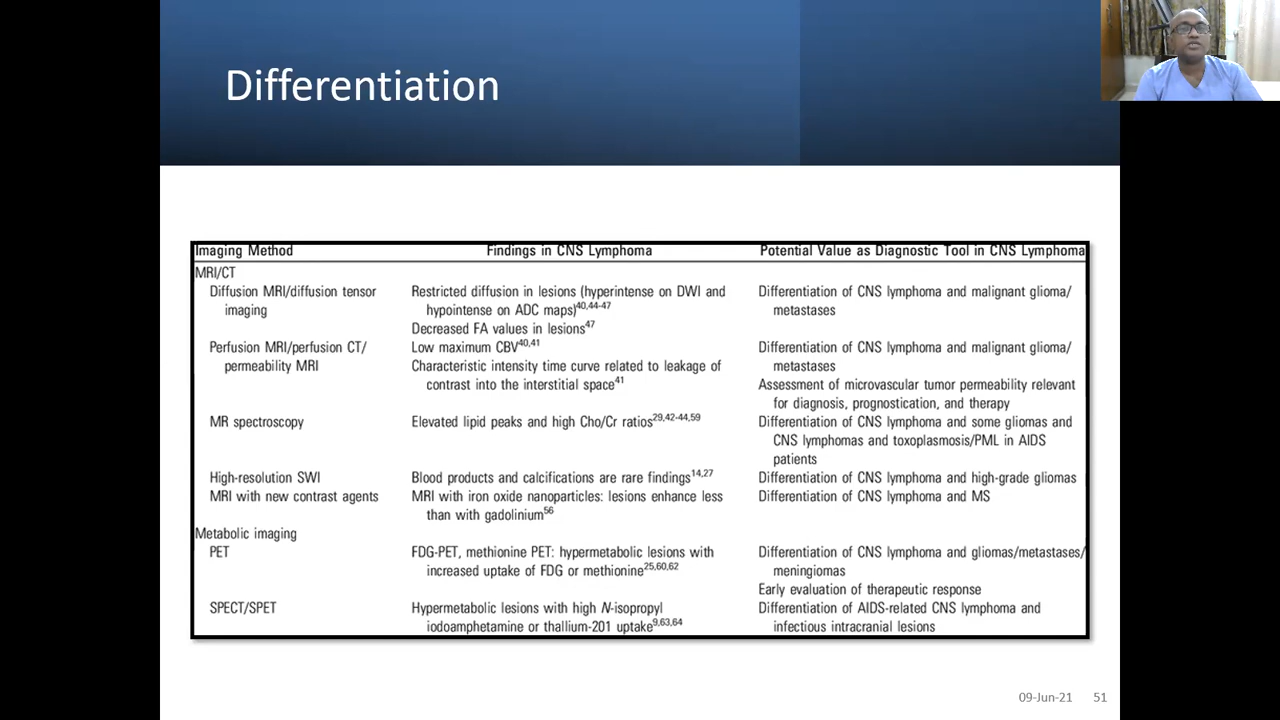 Differentiation
Imaging Method Findings in CNS Lymphoma Potential Value as Diagnostic Tool in CNS Lymphoma
MRI/CT
Diffusion MRI/diffusion tensor imaging
Restricted diffusion in lesions (hyperintense on DWI and
hypointense on ADC maps)40,44-47
Decreased FA values in lesions47
Differentiation of CNS lymphoma and malignant glioma/
metastases
Perfusion MRI/perfusion CT/
permeability MRI
Low maximum CBV40,41
Characteristic intensity time curve related to leakage of
contrast into the interstitial space41
Differentiation of CNS lymphoma and malignant glioma/
metastases
Assessment of microvascular tumor permeability relevant
for diagnosis, prognostication, and therapy
MR spectroscopy
Elevated lipid peaks and high Cho/Cr ratios29,42-44,59
Differentiation of CNS lymphoma and some gliomas and
CNS lymphomas and toxoplasmosis/PML in AIDS
patients
High-resolution SWI
Blood products and calcifications are rare findings14,27
Differentiation of CNS lymphoma and high-grade gliomas
MRI with new contrast agents
MRI with iron oxide nanoparticles: lesions enhance less
than with gadolinium56
Differentiation of CNS lymphoma and MS
Metabolic imaging
PET
FDG-PET, methionine PET: hypermetabolic lesions with
increased uptake of FDG or methionine25,60,62
Differentiation of CNS lymphoma and gliomas/metastases/
meningiomas
Early evaluation of therapeutic response
SPECT/SPET
Hypermetabolic lesions with high N-isopropyl
iodoamphetamine or thallium-201 uptake9,63,64
Differentiation of AIDS-related CNS lymphoma and
infectious intracranial lesions
09-Jun-21 51